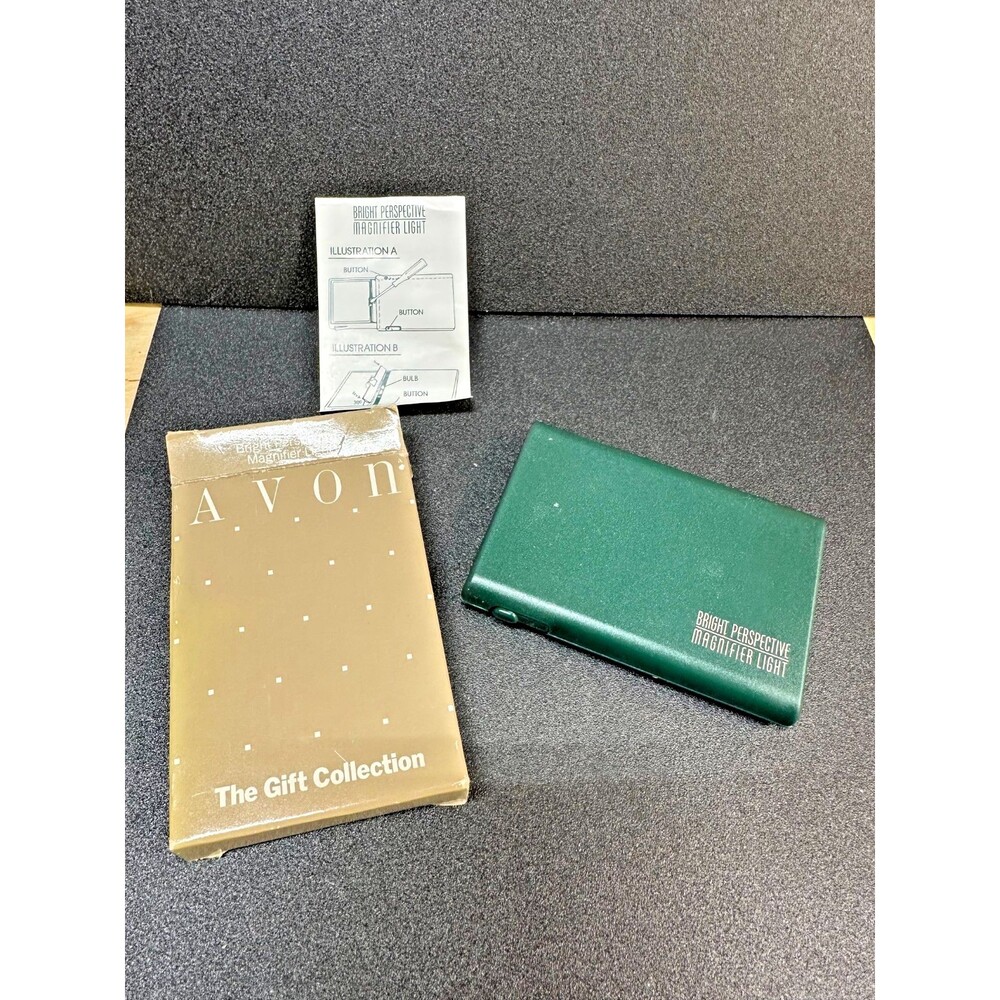 BRIGHT PERSPECTIVE
MAGNIFIER LIGHT
ILLUSTRATION A
BUTTON
BUTTON
ILLUSTRATION B
BULB
BUTTON
Bright
Magnifier
Avon
The Gift Collection
BRIGHT PERSPECTIVE
MAGNIFIER LIGHT